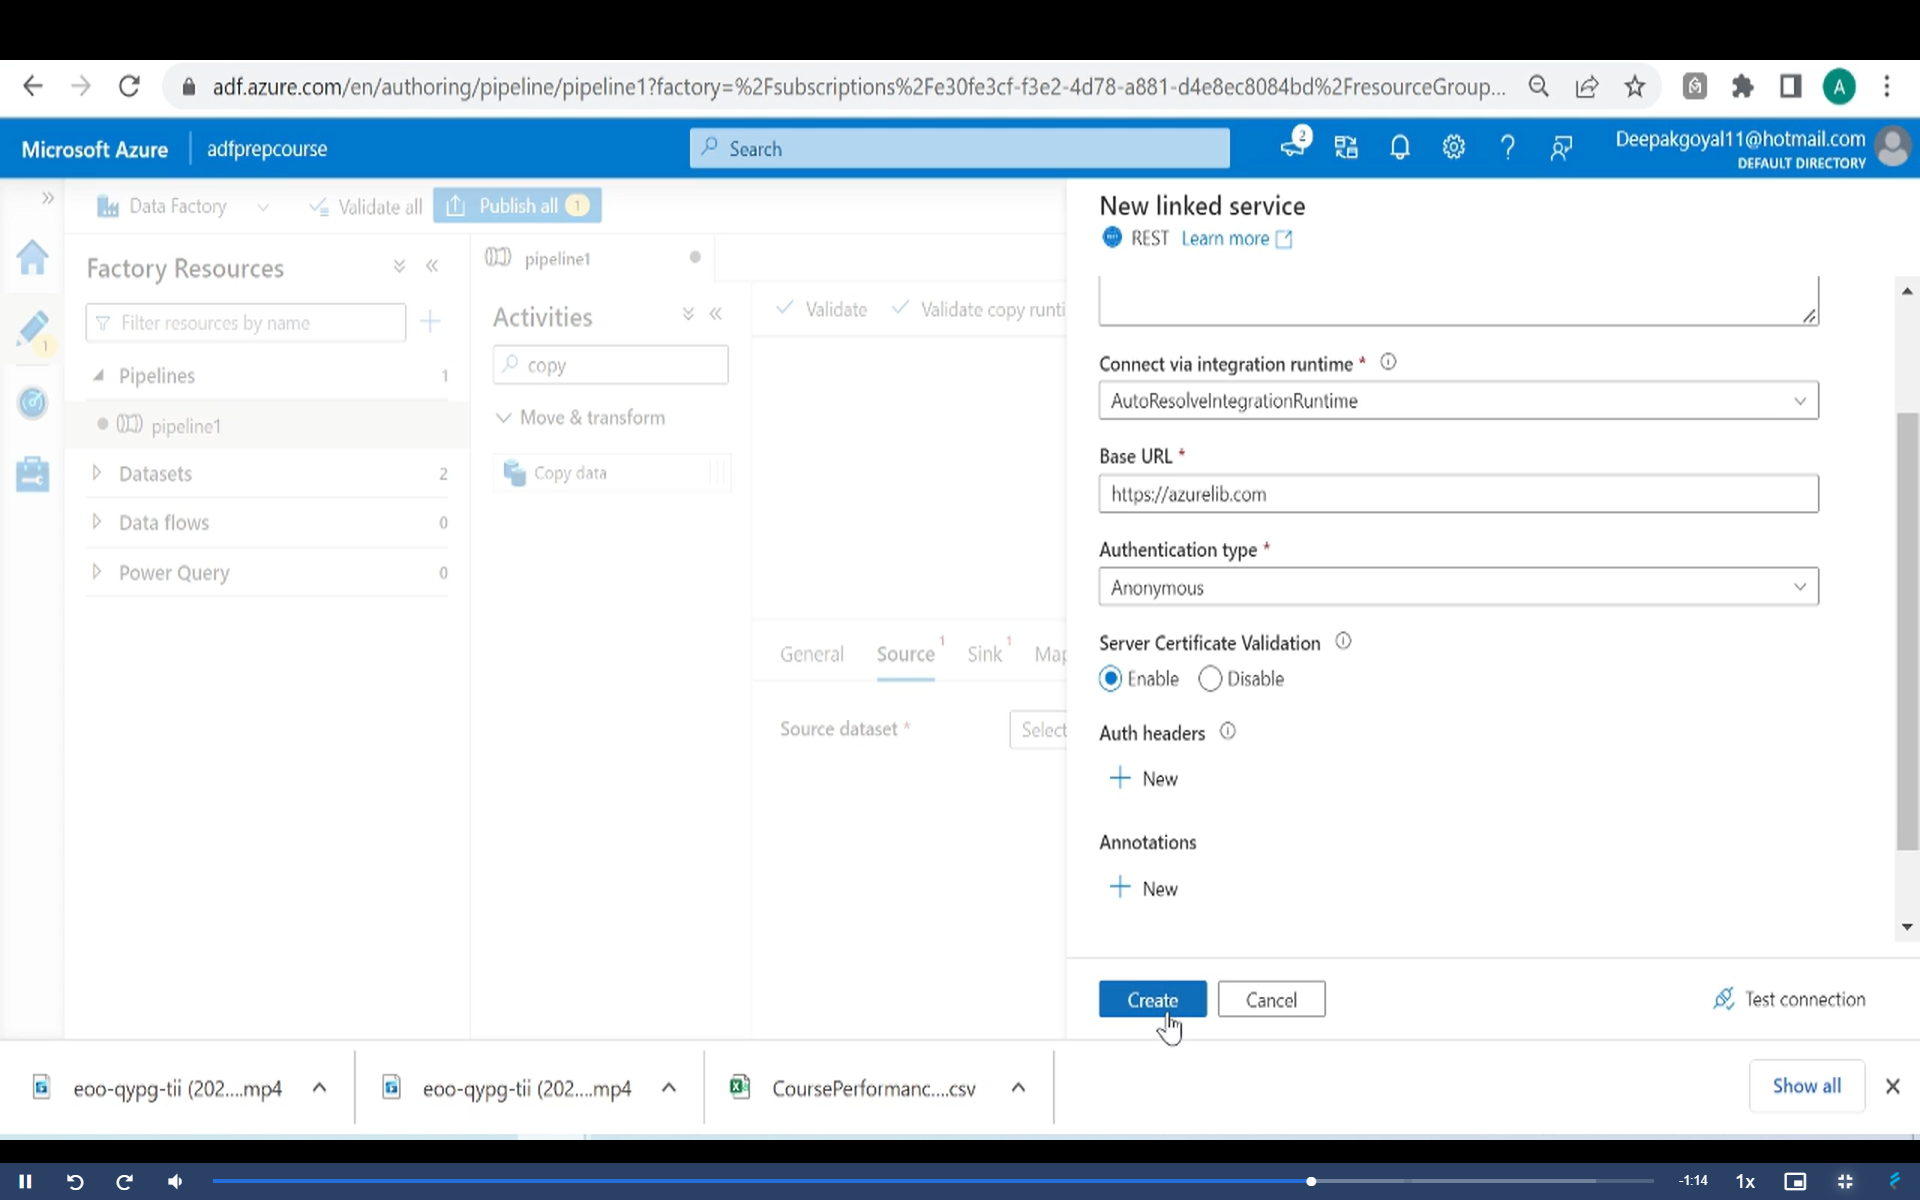 adf.azure.com/en/authoring/pipeline/pipeline1?factory=%2Fsubscriptions%2Fe30fe3cf-f3e2-4d78-a881-d4e8ec8084bd%2FresourceGroup...
A
Microsoft Azure
adfprepcourse
Search
2
Deepakgoyal11@hotmail.com
DEFAULT DIRECTORY
Data Factory
Validate all
Publish all 1
New linked service
REST Learn more
Factory Resources
pipeline1
Filter resources by name
Activities
Validate
Validate copy runti
1
copy
Pipelines 1
Move & transform
pipeline1
Copy data
Datasets 2
Data flows 0
Power Query 0
Connect via integration runtime *
AutoResolveIntegrationRuntime
Base URL *
https://azurelib.com
Authentication type *
Anonymous
General
Source 1
Sink 1
Map
Server Certificate Validation
Enable Disable
Source dataset *
Select
Auth headers
New
Annotations
New
Create
Cancel
Test connection
eoo-qypg-tii (202....mp4
eoo-qypg-tii (202....mp4
CoursePerformanc....csv
Show all
-1:14
1x